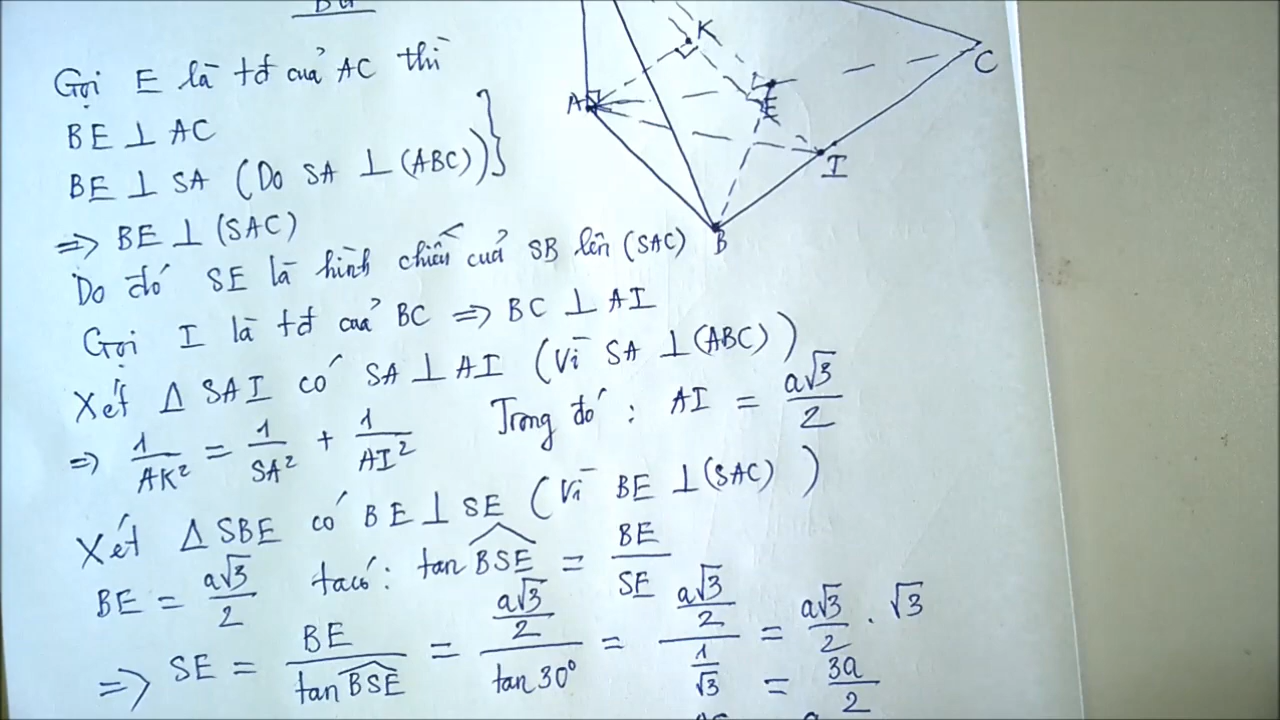 Gọi E là tđ của AC thì
BE ⊥ AC
BE ⊥ SA (Do SA ⊥ (ABC)) }
=> BE ⊥ (SAC)
Do đó SE là hình chiếu của SB lên (SAC)
Gọi I là tđ của BC => BC ⊥ AI
Xét Δ SAI có SA ⊥ AI (Vì SA ⊥ (ABC))
=> 1/AK² = 1/SA² + 1/AI² Trong đó : AI = a√3/2
Xét Δ SBE có BE ⊥ SE (Vì BE ⊥ (SAC))
BE = a√3/2 ta có : tan BSE = BE/SE
=> SE = BE/tan BSE = (a√3/2)/tan 30° = (a√3/2)/(1/√3) = a√3/2 . √3
= 3a/2
K
C
A
E
I
B